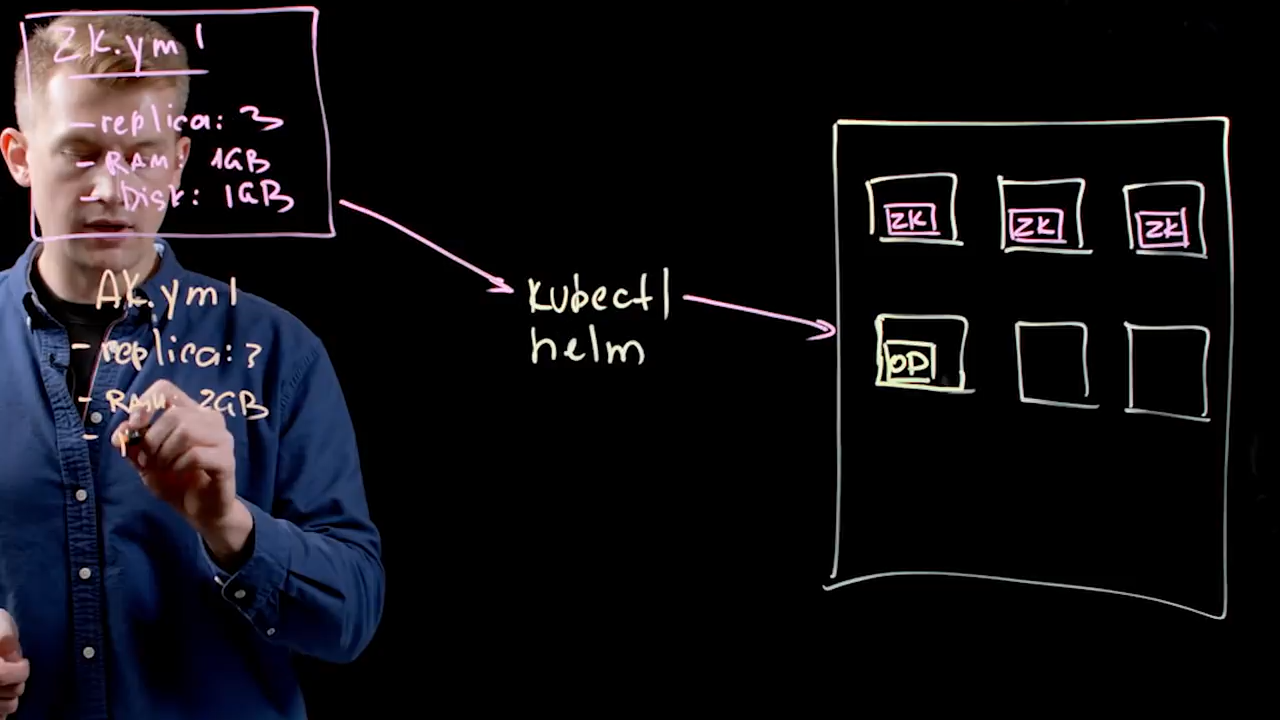 ZK.yml
- replica: 3
- RAM: 1GB
- Disk: 1GB
AK.yml
- replica: 3
- RAM: 2GB
-
kubectl
helm
ZK ZK ZK
OP